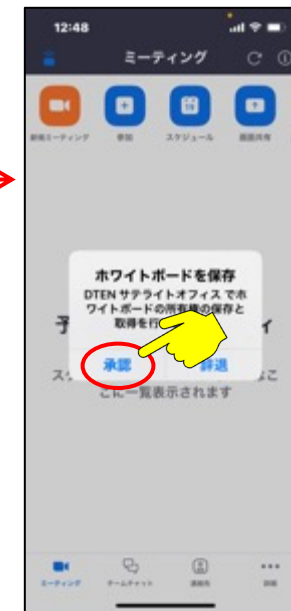 12:48
ミーティング
新規ミーティング
参加
スケジュール
画面共有
19
ホワイトボードを保存
DTEN サテライトオフィス でホ
ワイトボードの所有権の保存と
取得を行
予
イ
承認
辞退
ス
こに一覧表示されます
ミーティング
チームチャット
連絡先
詳細